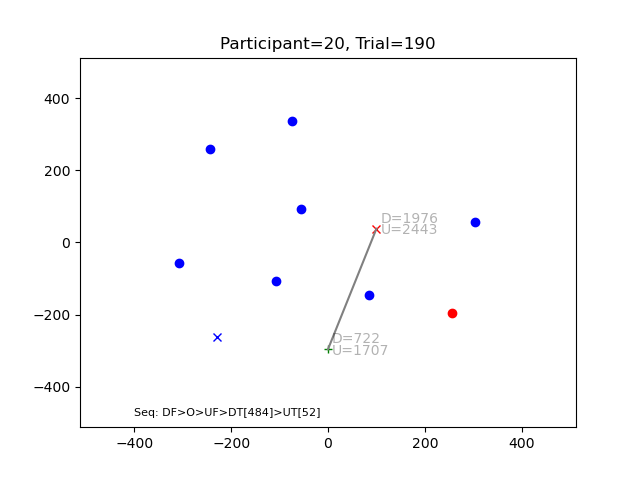 Participant=20, Trial=190
400
200
0
−200
−400
D=1976
U=2443
D=722
U=1707
Seq: DF>O>UF>DT[484]>UT[52]
−400
−200
0
200
400